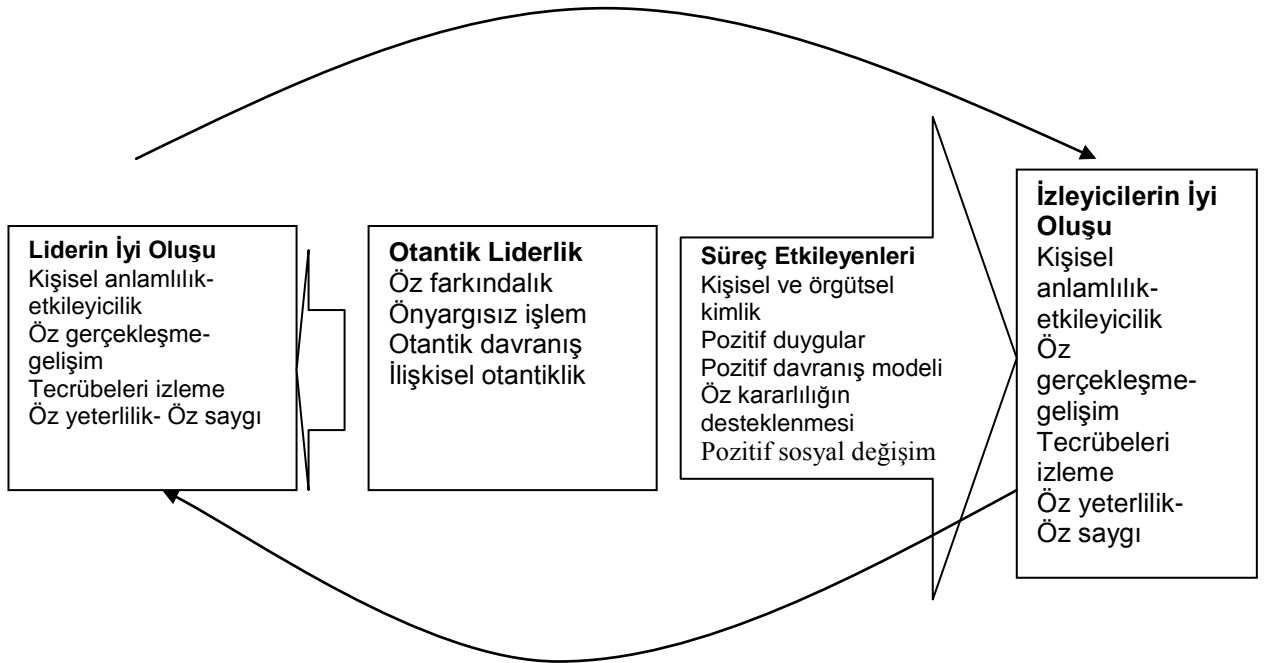 Liderin İyi Oluşu
Kişisel anlamlılık-
etkileyicilik
Öz gerçekleşme-
gelişim
Tecrübeleri izleme
Öz yeterlilik- Öz saygı
Otantik Liderlik
Öz farkındalık
Önyargısız işlem
Otantik davranış
İlişkisel otantiklik
Süreç Etkileyenleri
Kişisel ve örgütsel
kimlik
Pozitif duygular
Pozitif davranış modeli
Öz kararlılığın
desteklenmesi
Pozitif sosyal değişim
İzleyicilerin İyi
Oluşu
Kişisel
anlamlılık-
etkileyicilik
Öz
gerçekleşme-
gelişim
Tecrübeleri
izleme
Öz yeterlilik-
Öz saygı